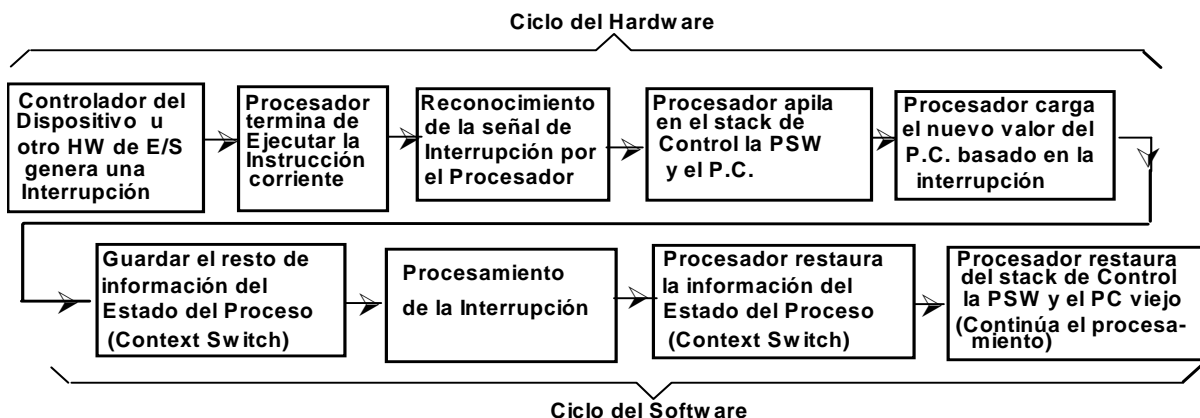 Ciclo del Hardware
Controlador del
Dispositivo u
otro HW de E/S
genera una
Interrupción
Procesador
termina de
Ejecutar la
Instrucción
corriente
Reconocimiento
de la señal de
Interrupción por
el Procesador
Procesador apila
en el stack de
Control la PSW
y el P.C.
Procesador carga
el nuevo valor del
P.C. basado en la
interrupción
Guardar el resto de
información del
Estado del Proceso
(Context Switch)
Procesamiento
de la Interrupción
Procesador restaura
la información del
Estado del Proceso
(Context Switch)
Procesador restaura
del stack de Control
la PSW y el PC viejo
(Continúa el procesa-
miento)
Ciclo del Software